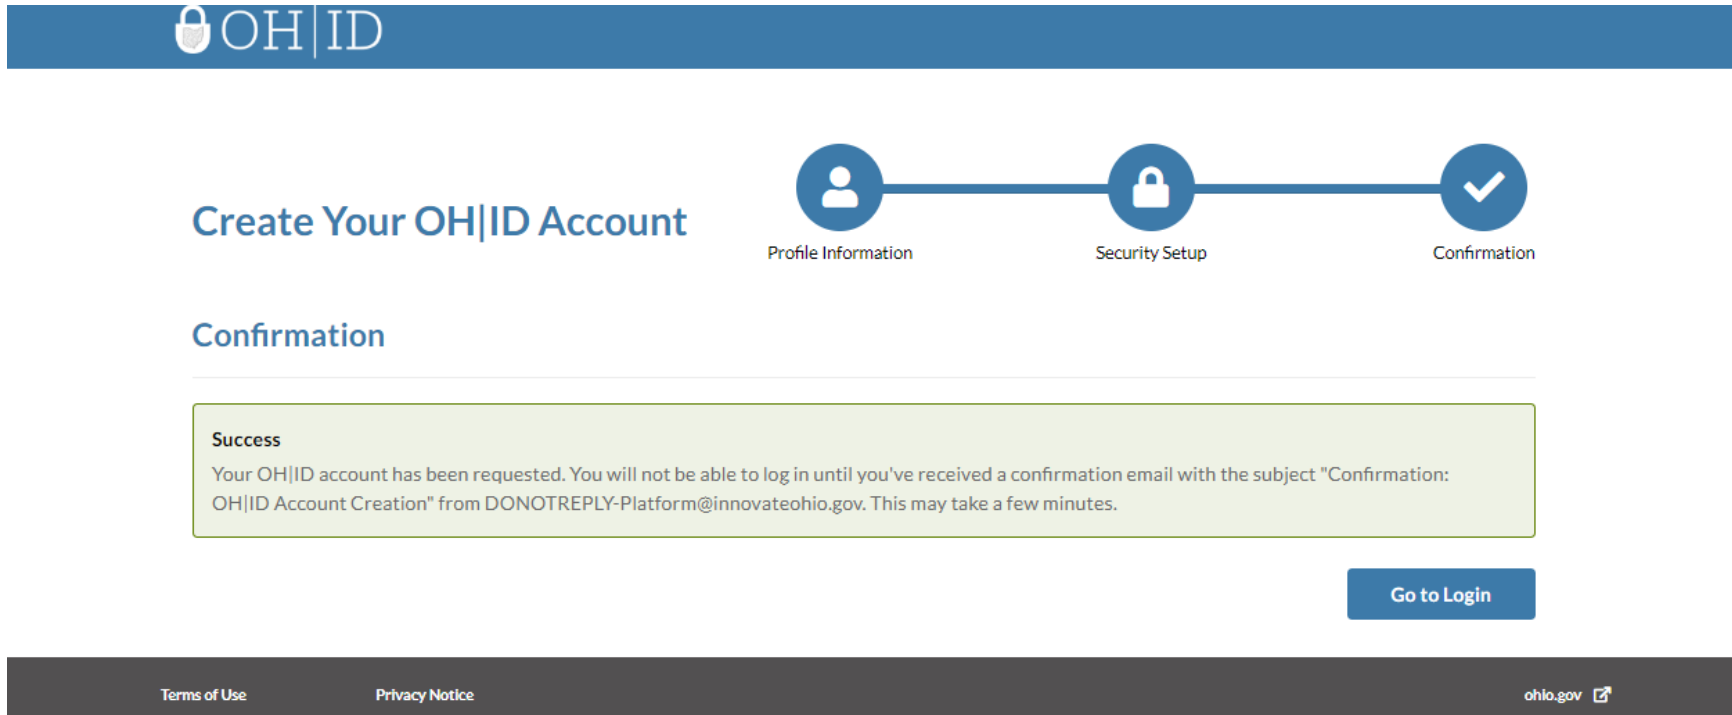 OH|ID
Create Your OH|ID Account
Profile Information
Security Setup
Confirmation
Confirmation
Success
Your OH|ID account has been requested. You will not be able to log in until you've received a confirmation email with the subject "Confirmation:
OH|ID Account Creation" from DONOTREPLY-Platform@innovateohio.gov. This may take a few minutes.
Go to Login
Terms of Use
Privacy Notice
ohio.gov